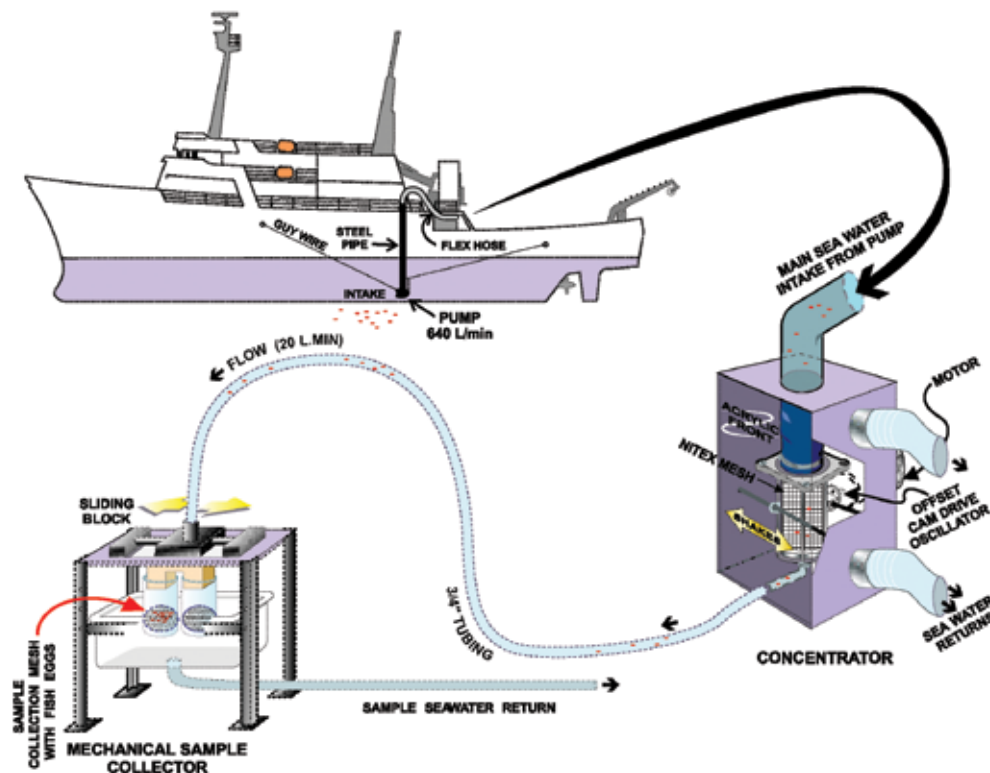 GUY WIRE
STEEL
PIPE
FLEX HOSE
INTAKE
PUMP
640 L/min
MAIN SEA WATER
INTAKE FROM PUMP
FLOW (20 L.MIN)
MOTOR
ACRYLIC
FRONT
NITEX MESH
OFFSET
CAM DRIVE
OSCILLATOR
SHAKES
SLIDING
BLOCK
3/4" TUBING
SEA WATER
RETURNS
CONCENTRATOR
SAMPLE
COLLECTION MESH
WITH FISH EGGS
SAMPLE SEAWATER RETURN
MECHANICAL SAMPLE
COLLECTOR